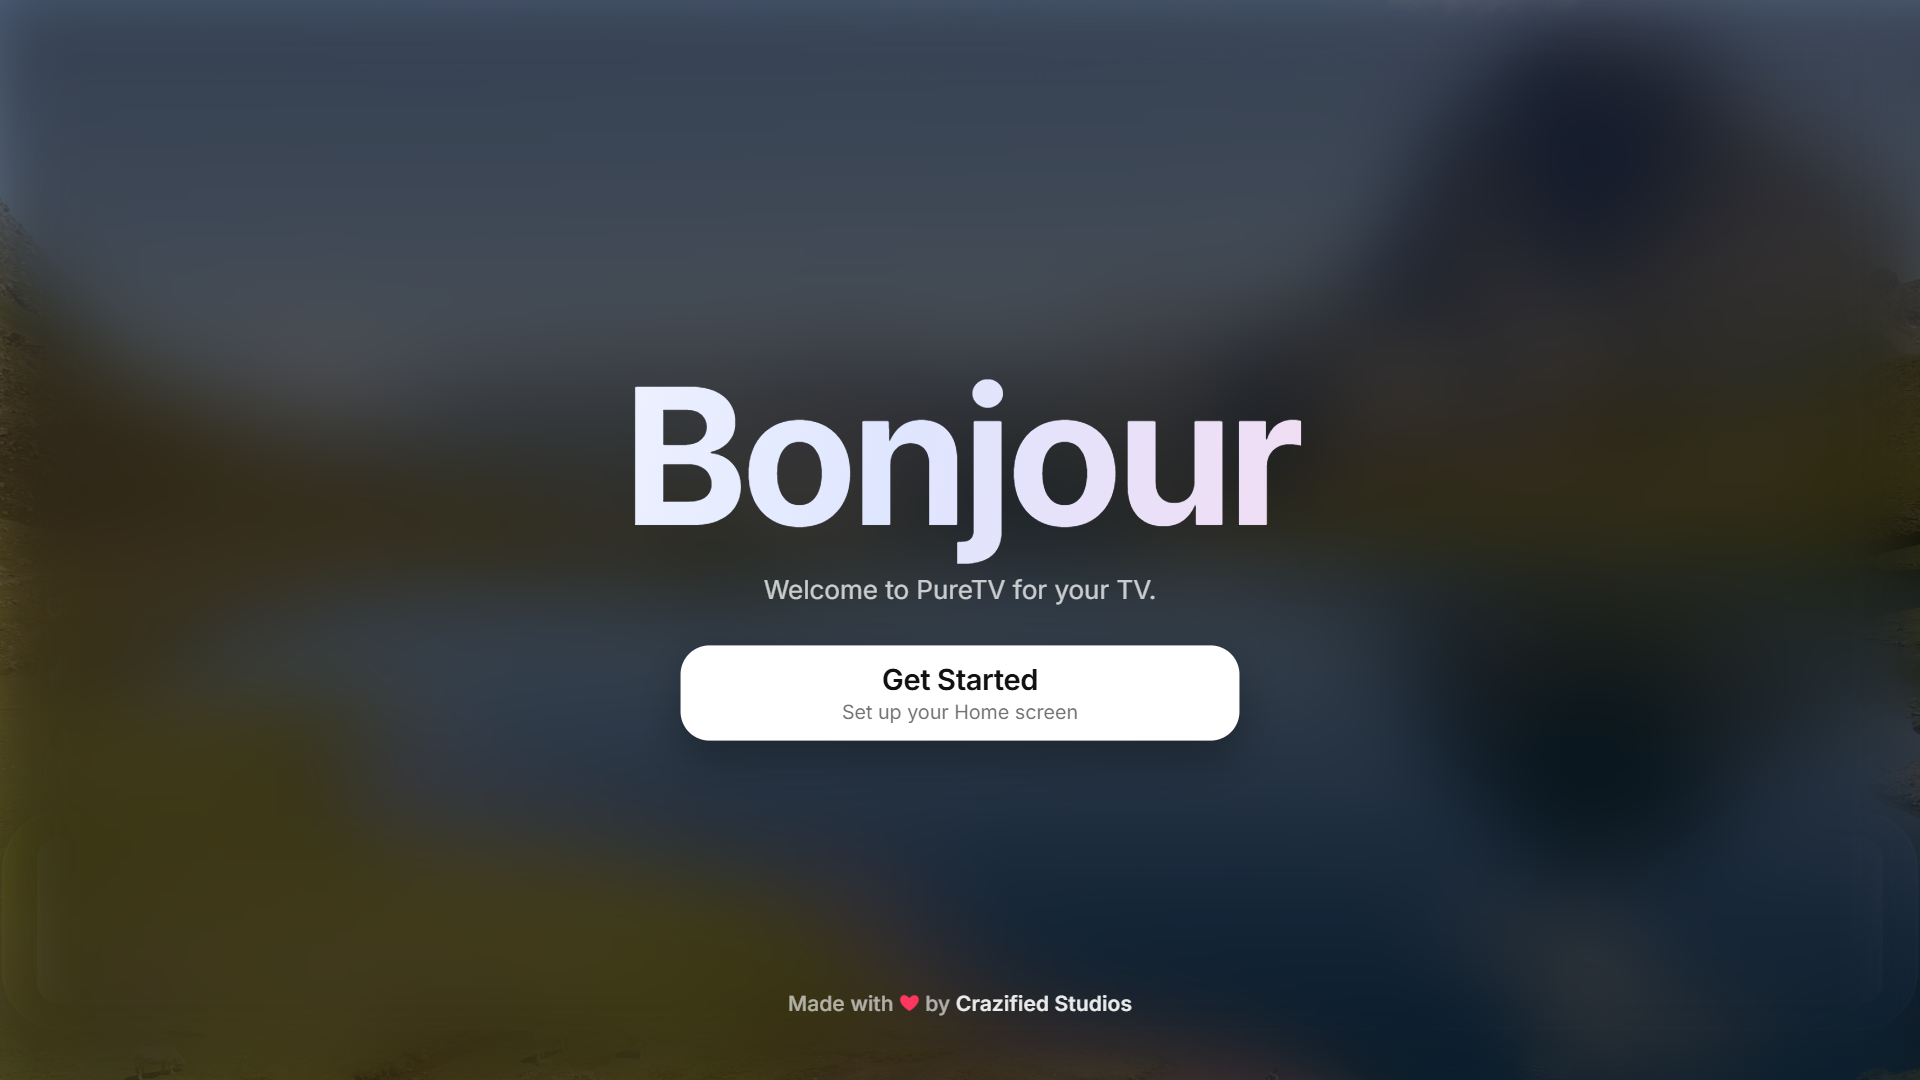 Bonjour
Welcome to PureTV for your TV.
Get Started
Set up your Home screen
Made with ❤ by Crazified Studios